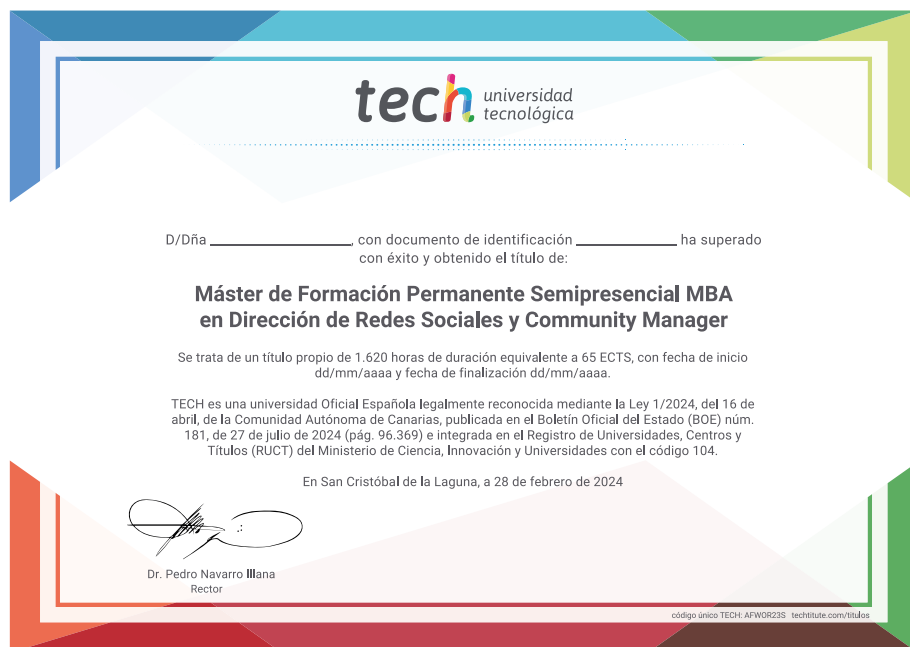 tech universidad
tecnológica
D/Dña ________________, con documento de identificación ____________ ha superado
con éxito y obtenido el título de:
Máster de Formación Permanente Semipresencial MBA
en Dirección de Redes Sociales y Community Manager
Se trata de un título propio de 1.620 horas de duración equivalente a 65 ECTS, con fecha de inicio
dd/mm/aaaa y fecha de finalización dd/mm/aaaa.
TECH es una universidad Oficial Española legalmente reconocida mediante la Ley 1/2024, del 16 de
abril, de la Comunidad Autónoma de Canarias, publicada en el Boletín Oficial del Estado (BOE) núm.
181, de 27 de julio de 2024 (pág. 96.369) e integrada en el Registro de Universidades, Centros y
Títulos (RUCT) del Ministerio de Ciencia, Innovación y Universidades con el código 104.
En San Cristóbal de la Laguna, a 28 de febrero de 2024
Dr. Pedro Navarro Illana
Rector
código único TECH: AFWOR23S techtitute.com/titulos